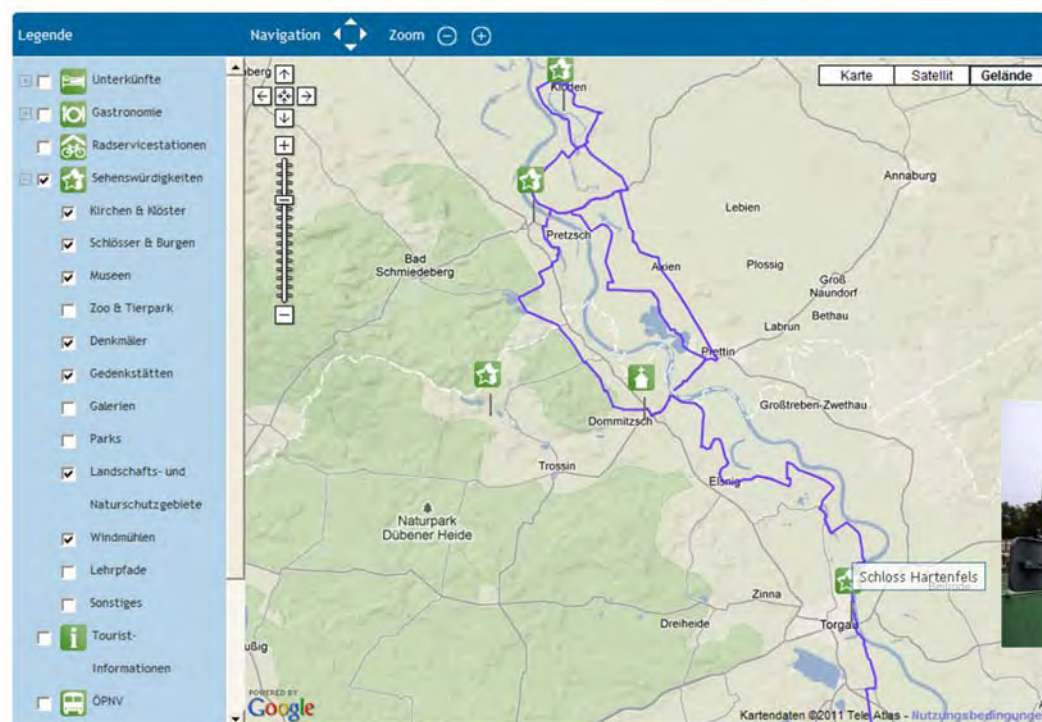 Legende
Navigation
Zoom
Unterkünfte
Gastronomie
Radservicestationen
Sehenswürdigkeiten
Kirchen & Klöster
Schlösser & Burgen
Museen
Zoo & Tierpark
Denkmäler
Gedenkstätten
Galerien
Parks
Landschafts- und
Naturschutzgebiete
Windmühlen
Lehrpfade
Sonstiges
Tourist-
Informationen
ÖPNV
Karte
Satellit
Gelände
Annaburg
Lebien
Pretzsch
Bad
Schmiedeberg
Axien
Plossig
Groß
Naundorf
Bethau
Labrun
Prettin
Großtreben-Zwethau
Dommitzsch
Trossin
Elsnig
Naturpark
Dübener Heide
Schloss Hartenfels
Zinna
Dreiheide
Torgau
POWERED BY
Google
Kartendaten ©2011 Tele Atlas - Nutzungsbedingunge